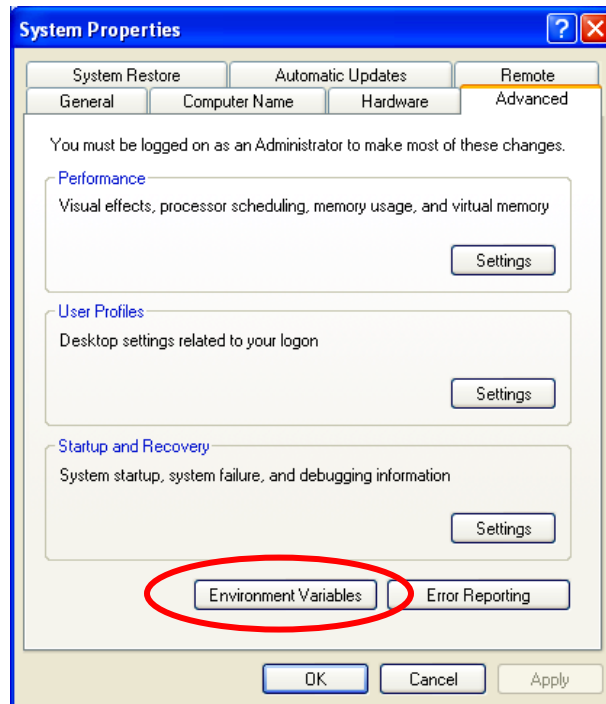 System Properties
System Restore Automatic Updates Remote
General Computer Name Hardware Advanced
You must be logged on as an Administrator to make most of these changes.
Performance
Visual effects, processor scheduling, memory usage, and virtual memory
Settings
User Profiles
Desktop settings related to your logon
Settings
Startup and Recovery
System startup, system failure, and debugging information
Settings
Environment Variables Error Reporting
OK Cancel Apply